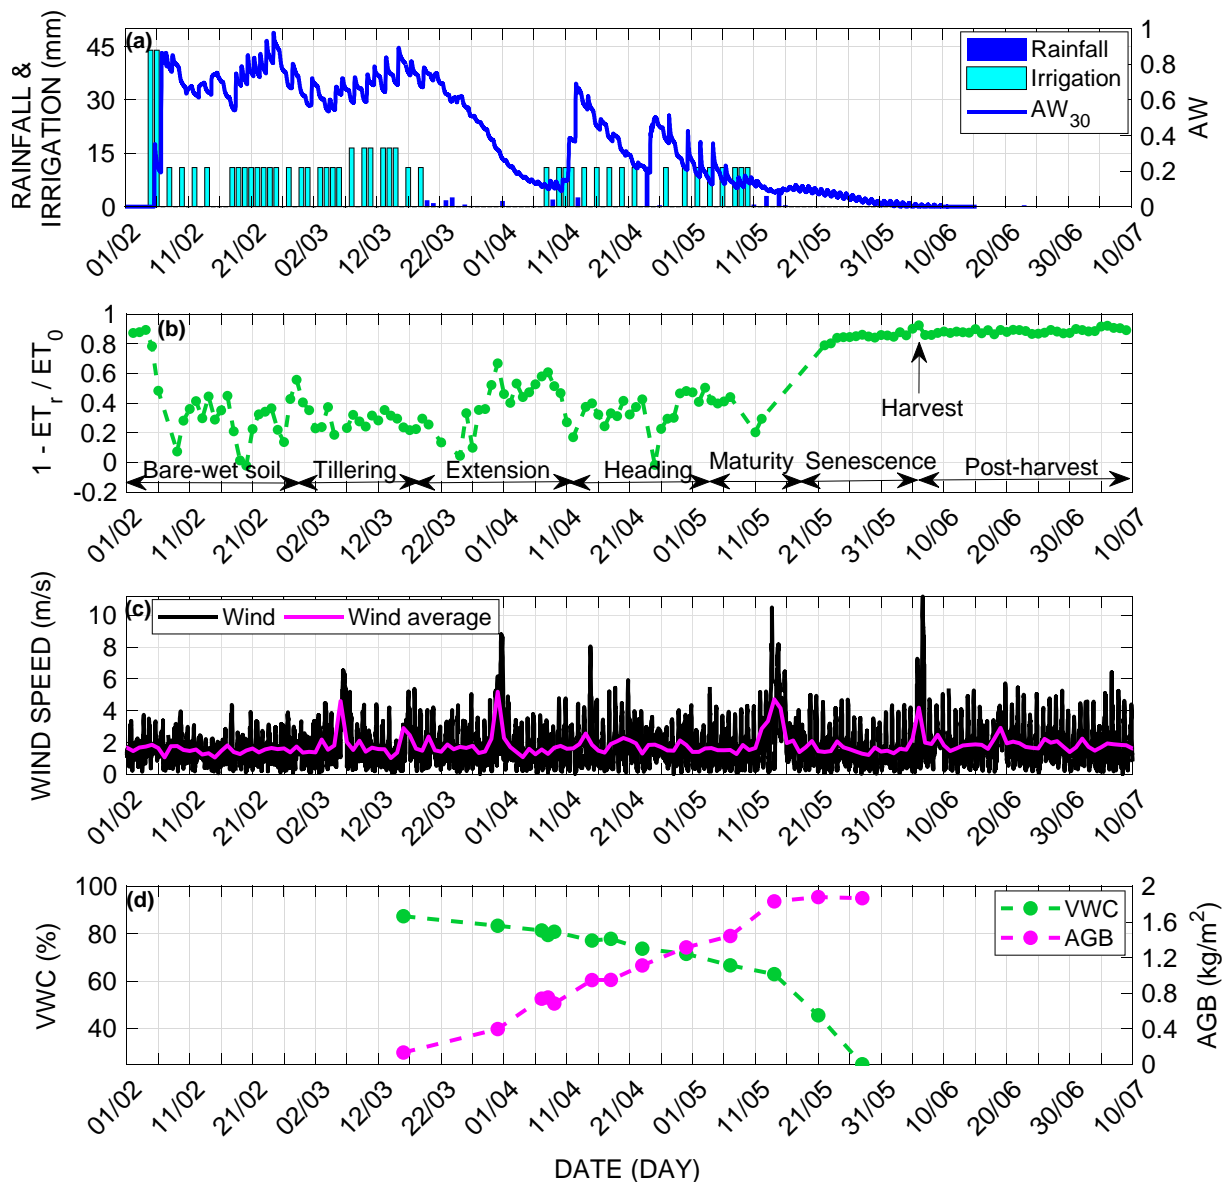 RAINFALL &
IRRIGATION (mm)
(a)
45
30
15
0
1
0.8
0.6
0.4
0.2
0
AW
Rainfall
Irrigation
AW30
01/02 11/02 21/02 02/03 12/03 22/03 01/04 11/04 21/04 01/05 11/05 21/05 31/05 10/06 20/06 30/06 10/07
1 - ETr / ET0
(b)
1
0.8
0.6
0.4
0.2
0
-0.2
Harvest
Bare-wet soil Tillering Extension Heading Maturity Senescence Post-harvest
01/02 11/02 21/02 02/03 12/03 22/03 01/04 11/04 21/04 01/05 11/05 21/05 31/05 10/06 20/06 30/06 10/07
WIND SPEED (m/s)
(c)
Wind Wind average
10
8
6
4
2
0
01/02 11/02 21/02 02/03 12/03 22/03 01/04 11/04 21/04 01/05 11/05 21/05 31/05 10/06 20/06 30/06 10/07
VWC (%)
(d)
100
80
60
40
2
1.6
1.2
0.8
0.4
0
AGB (kg/m2)
VWC
AGB
01/02 11/02 21/02 02/03 12/03 22/03 01/04 11/04 21/04 01/05 11/05 21/05 31/05 10/06 20/06 30/06 10/07
DATE (DAY)